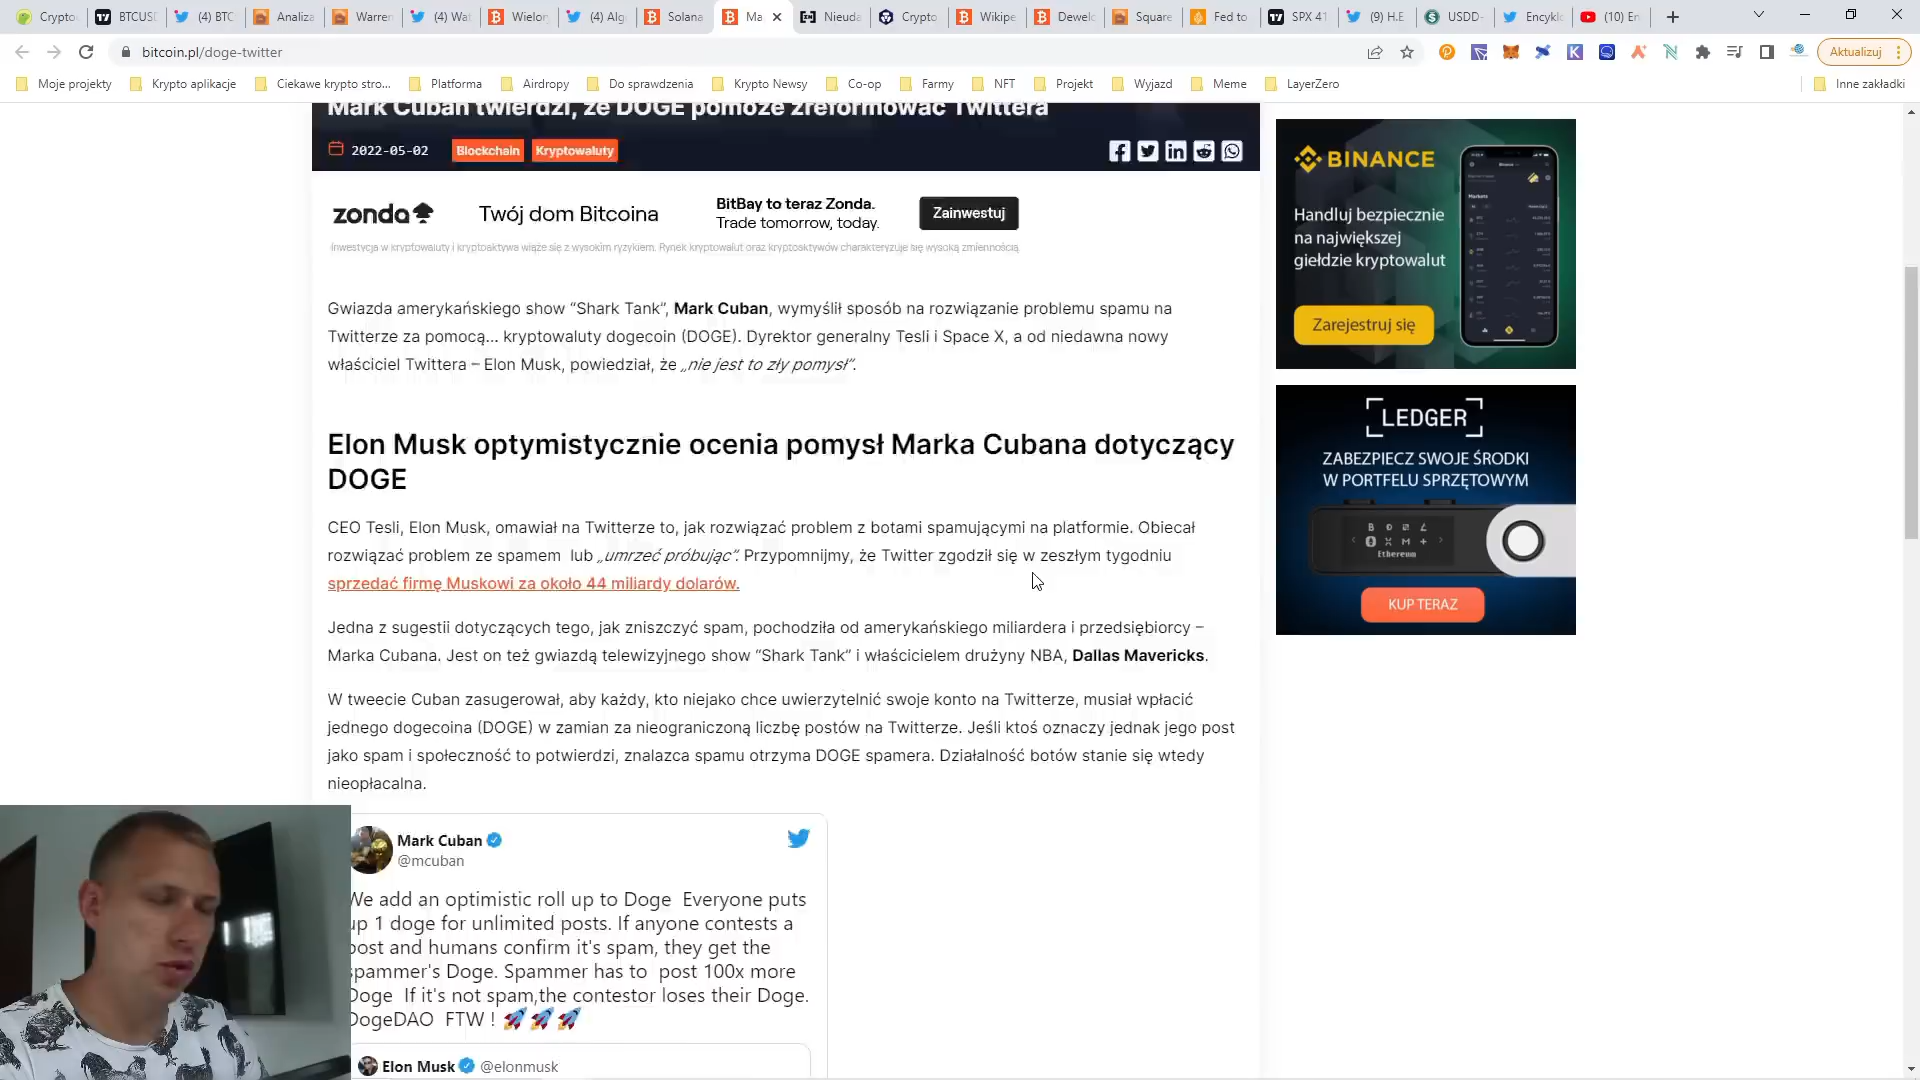 Crypto
BTCUS
(4) BTC
Analiza
Warren
(4) Wat
Wielory
(4) Alg
Solana
Ma
Nieuda
Crypto
Wikipe
Dewel
Square
Fed to
SPX 41
(9) H.E
USDD-
Encykl
(10) En
bitcoin.pl/doge-twitter
Aktualizuj
Moje projekty
Krypto aplikacje
Ciekawe krypto stro...
Platforma
Airdropy
Do sprawdzenia
Krypto Newsy
Co-op
Farmy
NFT
Projekt
Wyjazd
Meme
LayerZero
Inne zakładki
Mark Cuban twierdzi, że DOGE pomoże zreformować Twittera
2022-05-02 Blockchain Kryptowaluty
zonda Twój dom Bitcoina
BitBay to teraz Zonda.
Trade tomorrow, today.
Zainwestuj
Inwestycja w kryptowaluty i kryptoaktywa wiąże się z wysokim ryzykiem. Rynek kryptowalut oraz kryptoaktywów charakteryzuje się wysoką zmiennością.
Gwiazda amerykańskiego show “Shark Tank”, Mark Cuban, wymyślił sposób na rozwiązanie problemu spamu na
Twitterze za pomocą… kryptowaluty dogecoin (DOGE). Dyrektor generalny Tesli i Space X, a od niedawna nowy
właściciel Twittera – Elon Musk, powiedział, że „nie jest to zły pomysł”.
Elon Musk optymistycznie ocenia pomysł Marka Cubana dotyczący
DOGE
CEO Tesli, Elon Musk, omawiał na Twitterze to, jak rozwiązać problem z botami spamującymi na platformie. Obiecał
rozwiązać problem ze spamem lub „umrzeć próbując”. Przypomnijmy, że Twitter zgodził się w zeszłym tygodniu
sprzedać firmę Muskowi za około 44 miliardy dolarów.
Jedna z sugestii dotyczących tego, jak zniszczyć spam, pochodziła od amerykańskiego miliardera i przedsiębiorcy –
Marka Cubana. Jest on też gwiazdą telewizyjnego show “Shark Tank” i właścicielem drużyny NBA, Dallas Mavericks.
W tweecie Cuban zasugerował, aby każdy, kto niejako chce uwierzytelnić swoje konto na Twitterze, musiał wpłacić
jednego dogecoina (DOGE) w zamian za nieograniczoną liczbę postów na Twitterze. Jeśli ktoś oznaczy jednak jego post
jako spam i społeczność to potwierdzi, znalazca spamu otrzyma DOGE spamera. Działalność botów stanie się wtedy
nieopłacalna.
Mark Cuban
@mcuban
We add an optimistic roll up to Doge Everyone puts
up 1 doge for unlimited posts. If anyone contests a
post and humans confirm it's spam, they get the
spammer's Doge. Spammer has to post 100x more
Doge If it's not spam,the contestor loses their Doge.
DogeDAO FTW ! 🚀🚀🚀
Elon Musk @elonmusk
BINANCE
Handluj bezpiecznie
na największej
giełdzie kryptowalut
Zarejestruj się
LEDGER
ZABEZPIECZ SWOJE ŚRODKI
W PORTFELU SPRZĘTOWYM
Ethereum
KUP TERAZ